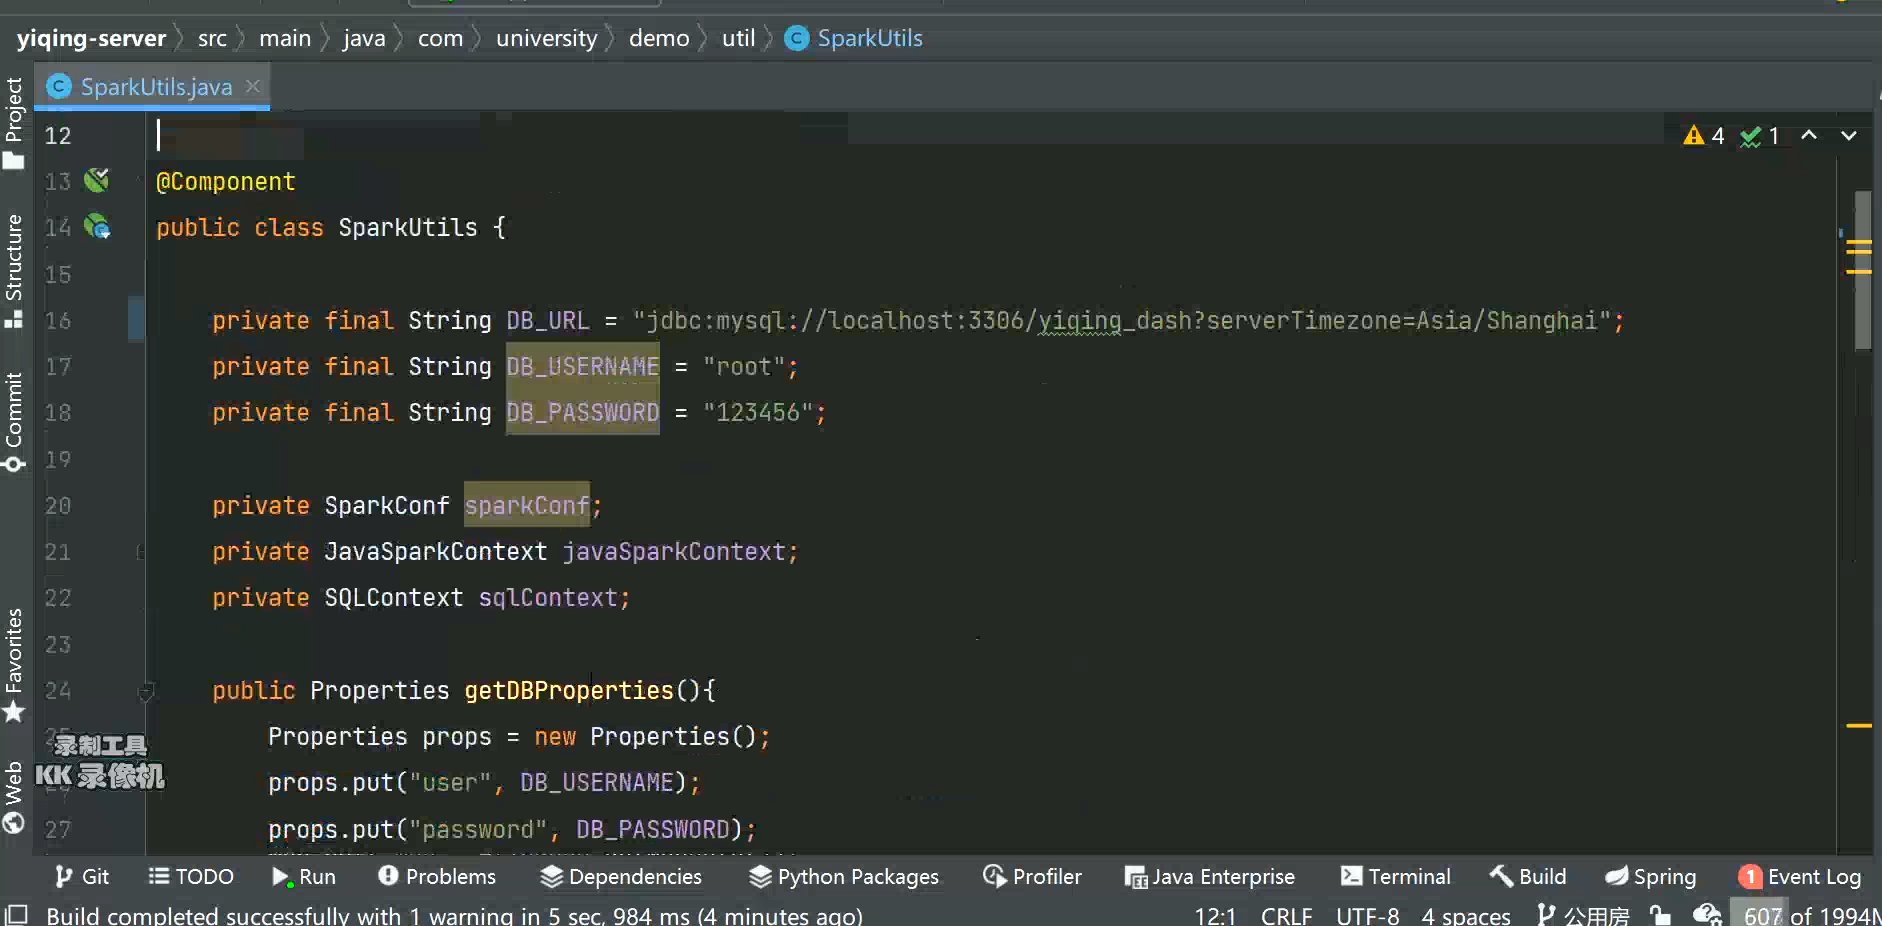 yiqing-server src main java com university demo util SparkUtils
SparkUtils.java
Project
Structure
Commit
Favorites
Web
4 1
12
13 @Component
14 public class SparkUtils {
15
16 private final String DB_URL = "jdbc:mysql://localhost:3306/yiqing_dash?serverTimezone=Asia/Shanghai";
17 private final String DB_USERNAME = "root";
18 private final String DB_PASSWORD = "123456";
19
20 private SparkConf sparkConf;
21 private JavaSparkContext javaSparkContext;
22 private SQLContext sqlContext;
23
24 public Properties getDBProperties(){
Properties props = new Properties();
props.put("user", DB_USERNAME);
27 props.put("password", DB_PASSWORD);
录制工具
KK 录像机
Git TODO Run Problems Dependencies Python Packages Profiler Java Enterprise Terminal Build Spring 1 Event Log
Build completed successfully with 1 warning in 5 sec, 984 ms (4 minutes ago) 12:1 CRLF UTF-8 4 spaces 公用房 607 of 1994M